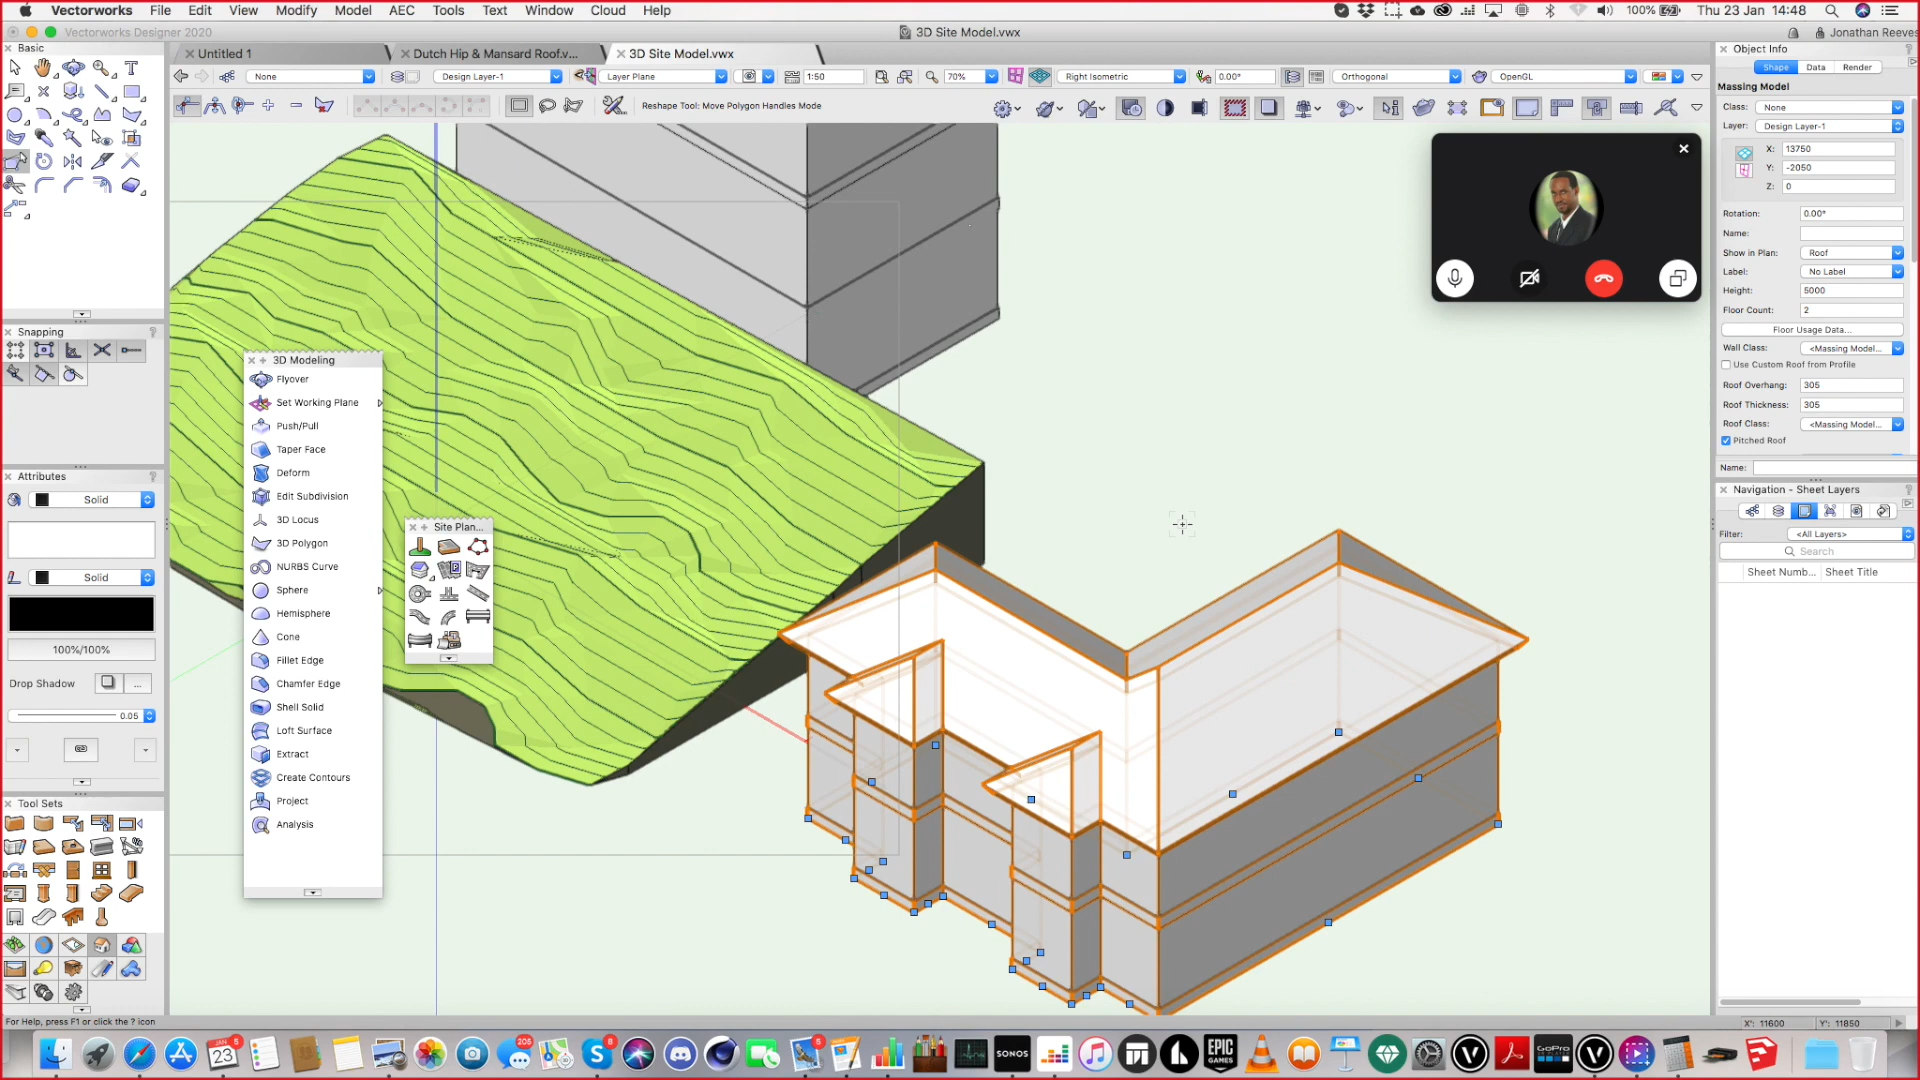 Vectorworks File Edit View Modify Model AEC Tools Text Window Cloud Help 100% Thu 23 Jan 14:48
Vectorworks Designer 2020 3D Site Model.vwx Jonathan Reeves
Basic
Untitled 1 Dutch Hip & Mansard Roof.v... 3D Site Model.vwx
None Design Layer-1 Layer Plane 1:50 70% Right Isometric 0.00° Orthogonal OpenGL
Reshape Tool: Move Polygon Handles Mode
Object Info
Shape Data Render
Massing Model
Class: None
Layer: Design Layer-1
X: 13750
Y: -2050
Z: 0
Rotation: 0.00°
Name:
Show in Plan: Roof
Label: No Label
Height: 5000
Floor Count: 2
Floor Usage Data...
Wall Class: <Massing Model...
Use Custom Roof from Profile
Roof Overhang: 305
Roof Thickness: 305
Roof Class: <Massing Model...
Pitched Roof
Name:
Navigation - Sheet Layers
Filter: <All Layers>
Search
Sheet Numb... Sheet Title
Snapping
Attributes
Solid
Solid
100%/100%
Drop Shadow ...
0.05
Tool Sets
3D Modeling
Flyover
Set Working Plane
Push/Pull
Taper Face
Deform
Edit Subdivision
3D Locus
3D Polygon
NURBS Curve
Sphere
Hemisphere
Cone
Fillet Edge
Chamfer Edge
Shell Solid
Loft Surface
Extract
Create Contours
Project
Analysis
Site Plan...
For Help, press F1 or click the ? icon
X: 11600 Y: 11850
JAN
23
5
205
8
5
SONOS
EPIC
GAMES
GoPro